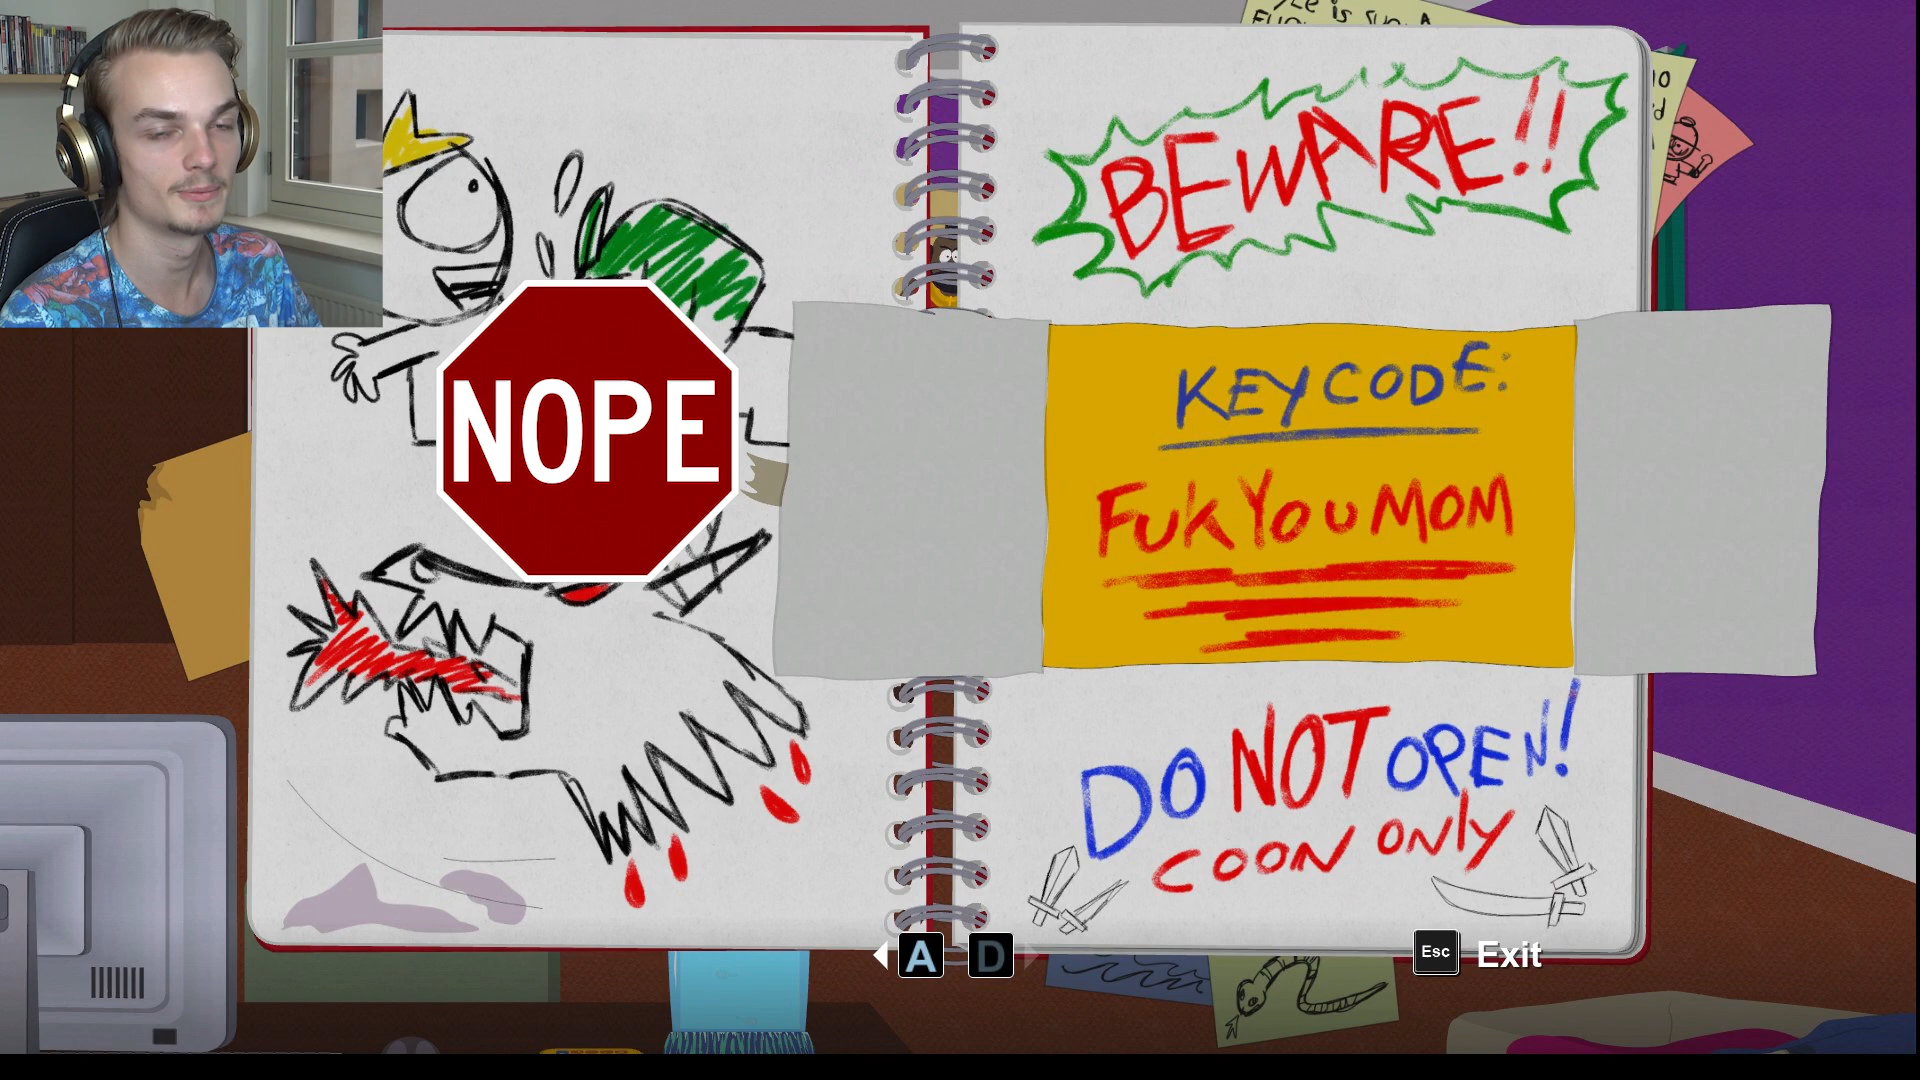 BEWARE!!
NOPE
KEYCODE:
FUKYOUMOM
DO NOT OPEN!
COON ONLY
A D
Esc Exit